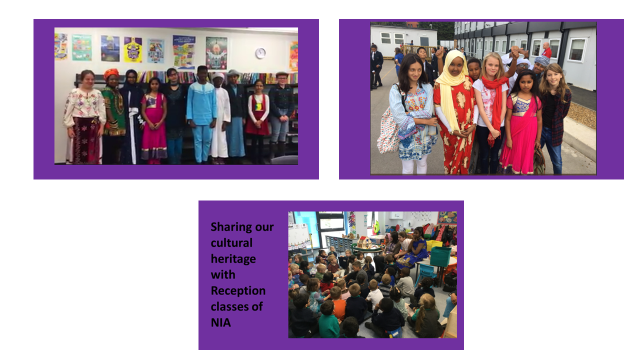 Sharing our
cultural
heritage
with
Reception
classes of
NIA